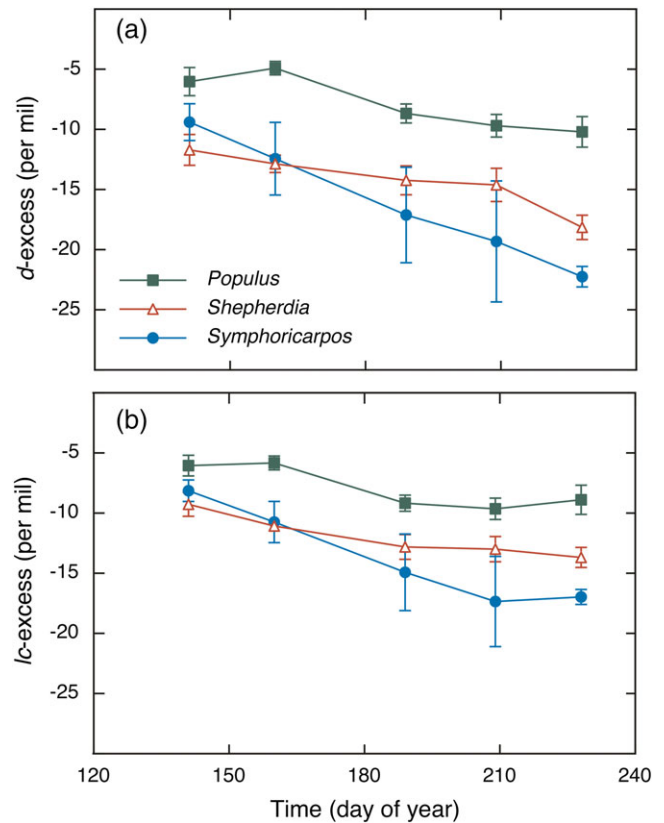 (a)
d-excess (per mil)
-5
-10
-15
-20
-25
Populus
Shepherdia
Symphoricarpos
(b)
lc-excess (per mil)
-5
-10
-15
-20
-25
120 150 180 210 240
Time (day of year)